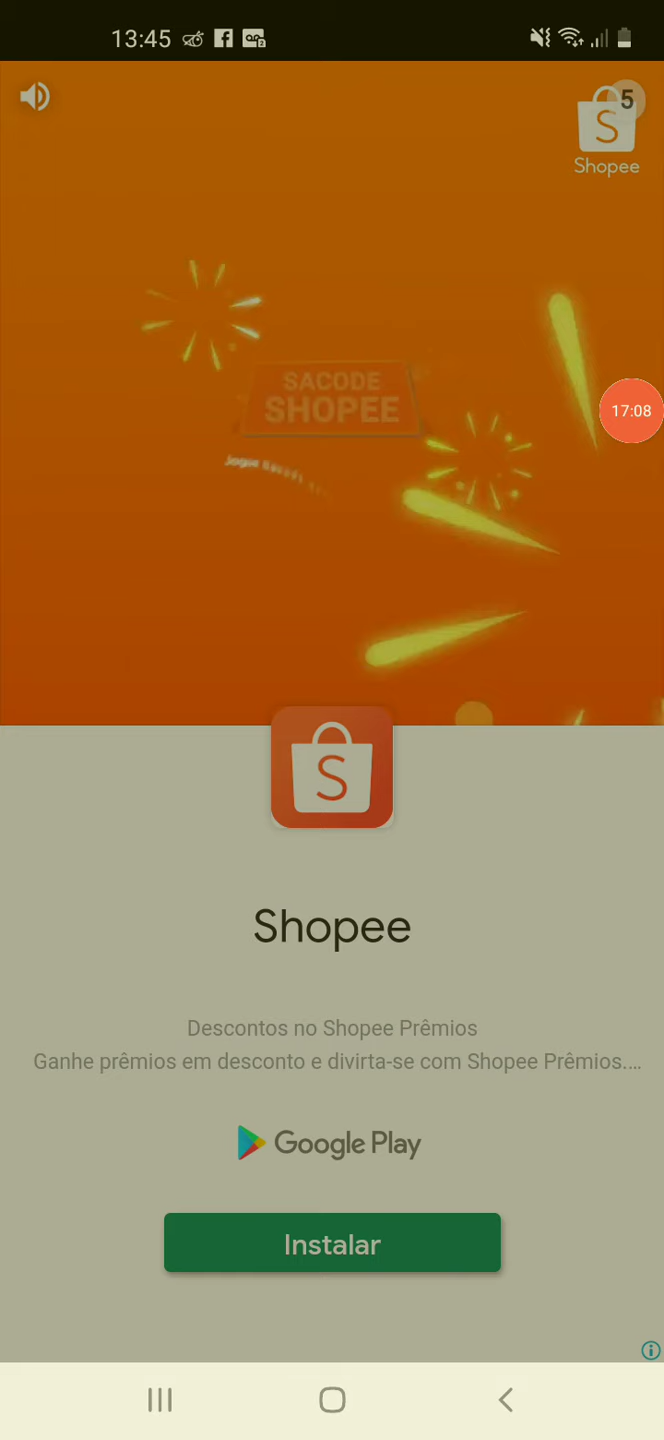 13:45
5
S
Shopee
SACODE
SHOPEE
17:08
S
Shopee
Descontos no Shopee Prêmios
Ganhe prêmios em desconto e divirta-se com Shopee Prêmios....
Google Play
Instalar